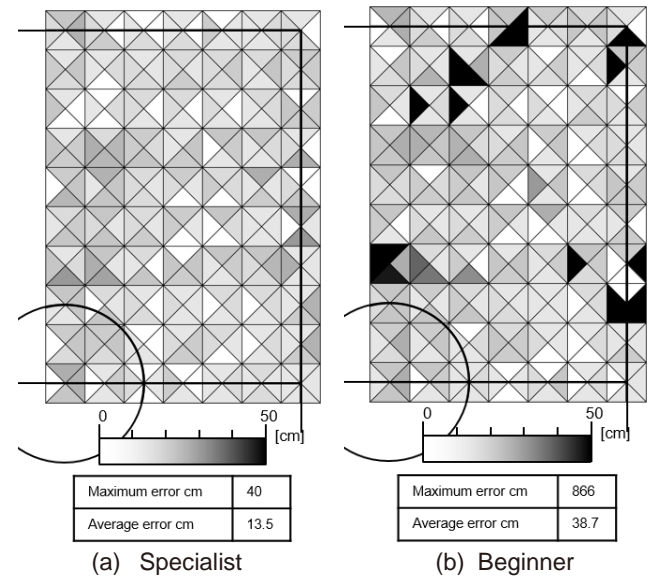 0 50
[cm]
Maximum error cm 40
Average error cm 13.5
(a) Specialist
0 50
[cm]
Maximum error cm 866
Average error cm 38.7
(b) Beginner